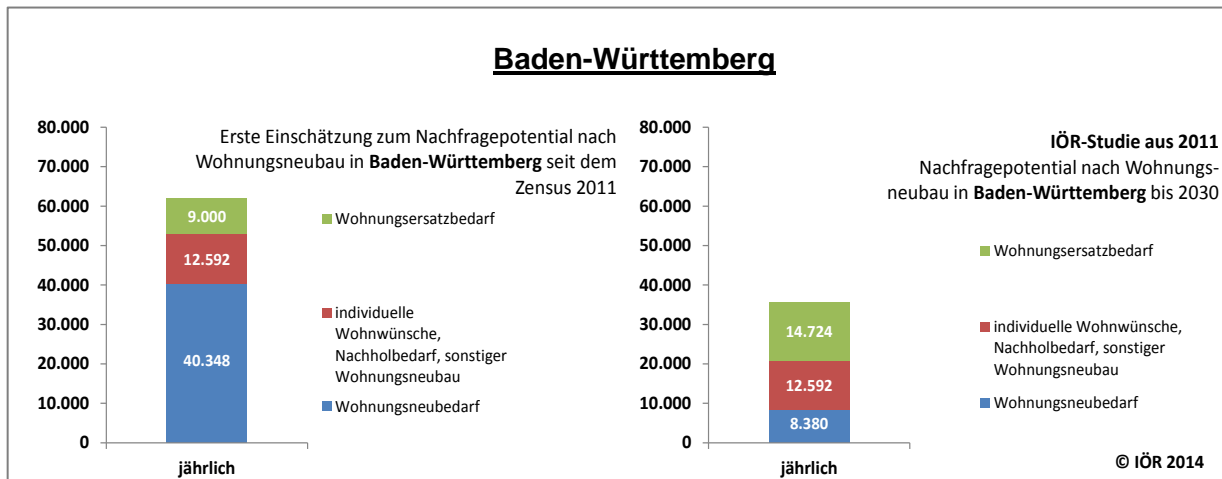 Baden-Württemberg
80.000
70.000
60.000
50.000
40.000
30.000
20.000
10.000
0
Erste Einschätzung zum Nachfragepotential nach
Wohnungsneubau in Baden-Württemberg seit dem
Zensus 2011
9.000
12.592
40.348
Wohnungsersatzbedarf
individuelle
Wohnwünsche,
Nachholbedarf, sonstiger
Wohnungsneubau
Wohnungsneubedarf
jährlich
80.000
70.000
60.000
50.000
40.000
30.000
20.000
10.000
0
IÖR-Studie aus 2011
Nachfragepotential nach Wohnungs-
neubau in Baden-Württemberg bis 2030
14.724
12.592
8.380
Wohnungsersatzbedarf
individuelle Wohnwünsche,
Nachholbedarf, sonstiger
Wohnungsneubau
Wohnungsneubedarf
jährlich
© IÖR 2014